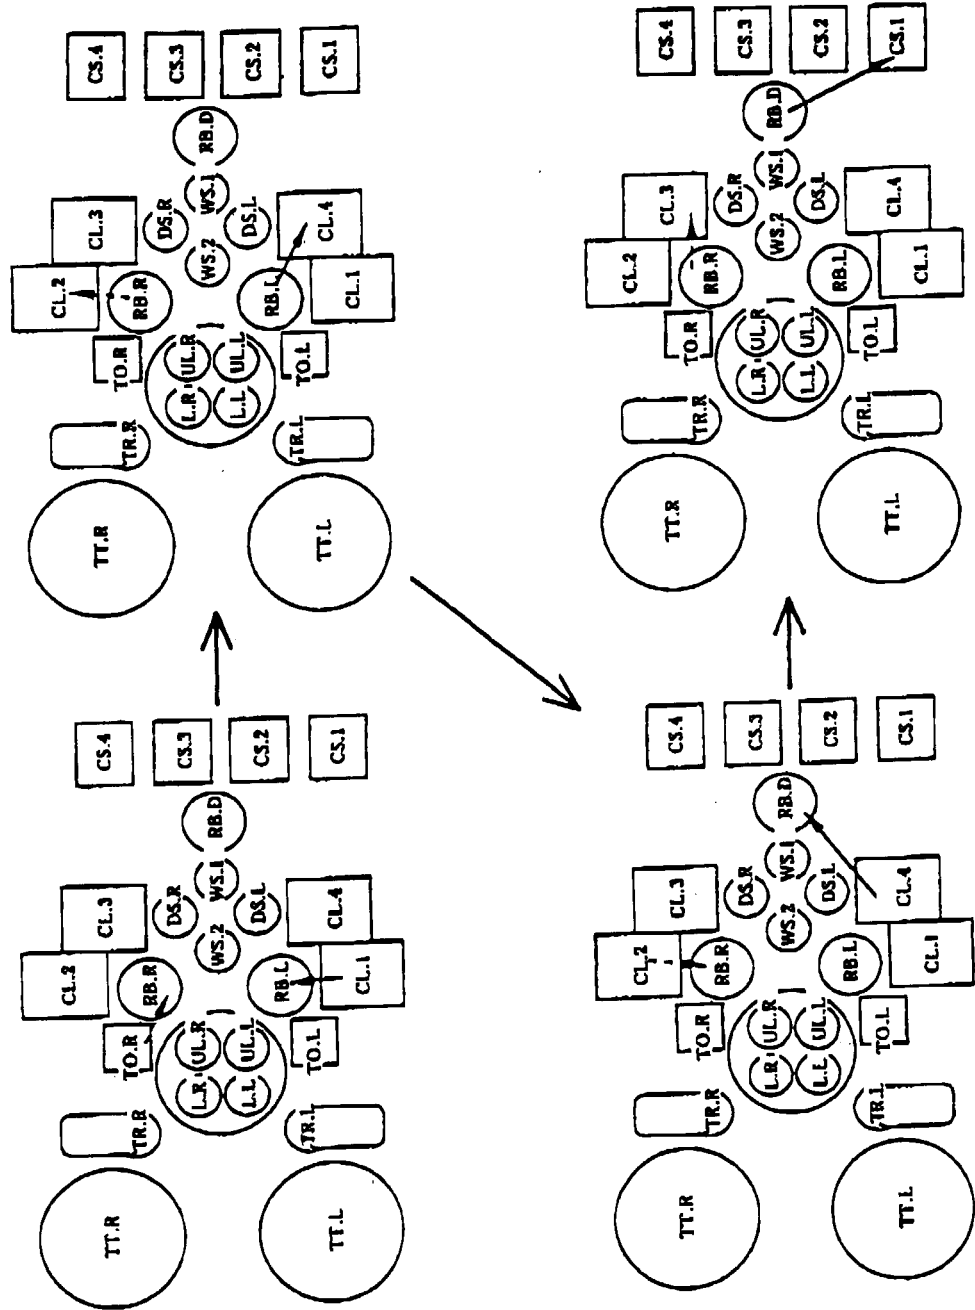 CL.2
CL.3
CS.4
TT.R
TR.R
TO.R
RB.R
DS.R
CS.3
L.R
UL.R
WS.2
WS.1
RB.D
L.L
UL.L
DS.L
CS.2
RB.L
TR.L
TO.L
TT.L
CL.1
CL.4
CS.1
CL.2
CL.3
CS.4
TT.R
TR.R
TO.R
RB.R
DS.R
CS.3
L.R
UL.R
WS.2
WS.1
RB.D
L.L
UL.L
DS.L
CS.2
RB.L
TR.L
TO.L
TT.L
CL.1
CL.4
CS.1
CL.2
CL.3
CS.4
TT.R
TR.R
TO.R
RB.R
DS.R
CS.3
L.R
UL.R
WS.2
WS.1
RB.D
L.L
UL.L
DS.L
CS.2
RB.L
TR.L
TO.L
TT.L
CL.1
CL.4
CS.1
CL.2
CL.3
CS.4
TT.R
TR.R
TO.R
RB.R
DS.R
CS.3
L.R
UL.R
WS.2
WS.1
RB.D
L.L
UL.L
DS.L
CS.2
RB.L
TR.L
TO.L
TT.L
CL.1
CL.4
CS.1